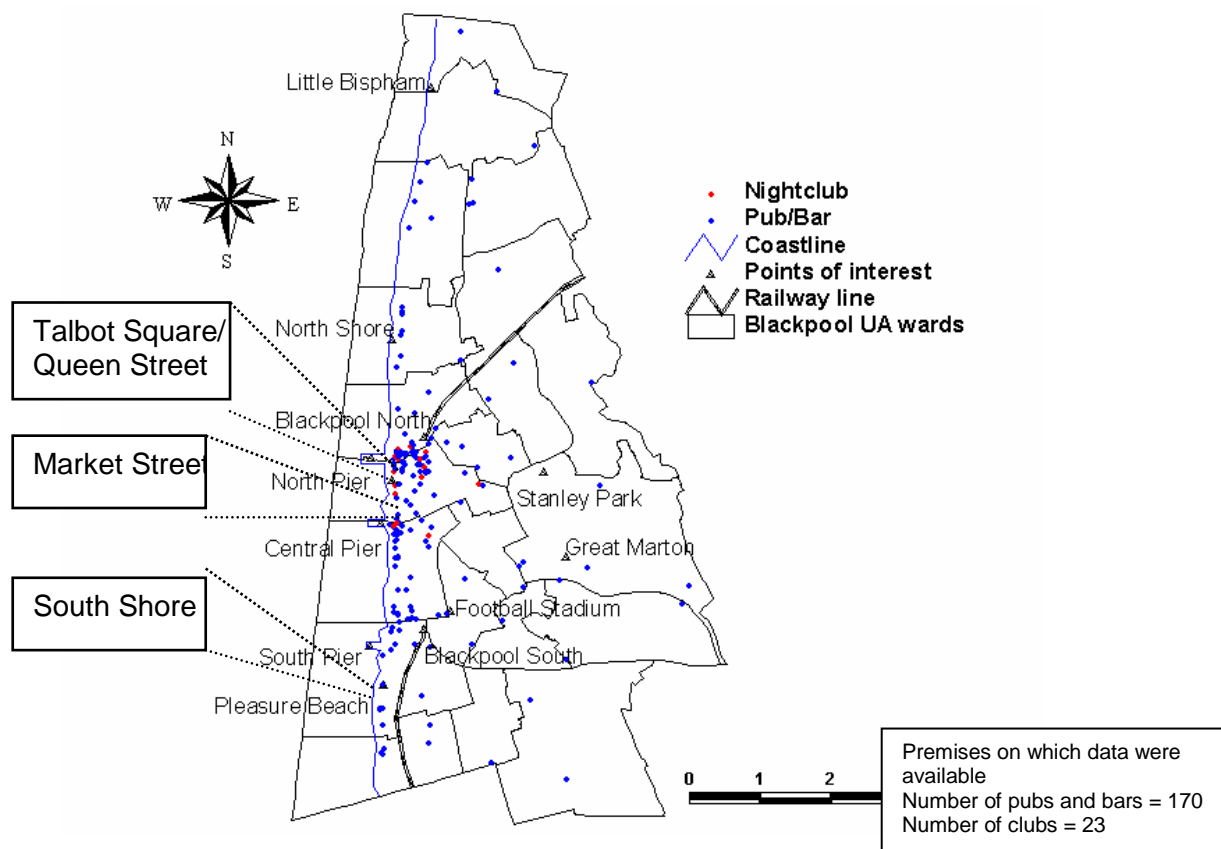 Little Bispham
N
W
E
S
Nightclub
Pub/Bar
Coastline
Points of interest
Railway line
Blackpool UA wards
Talbot Square/
Queen Street
North Shore
Blackpool North
Market Street
North Pier
Stanley Park
Central Pier
Great Marton
South Shore
Football Stadium
South Pier
Blackpool South
Pleasure Beach
0 1 2
Premises on which data were
available
Number of pubs and bars = 170
Number of clubs = 23